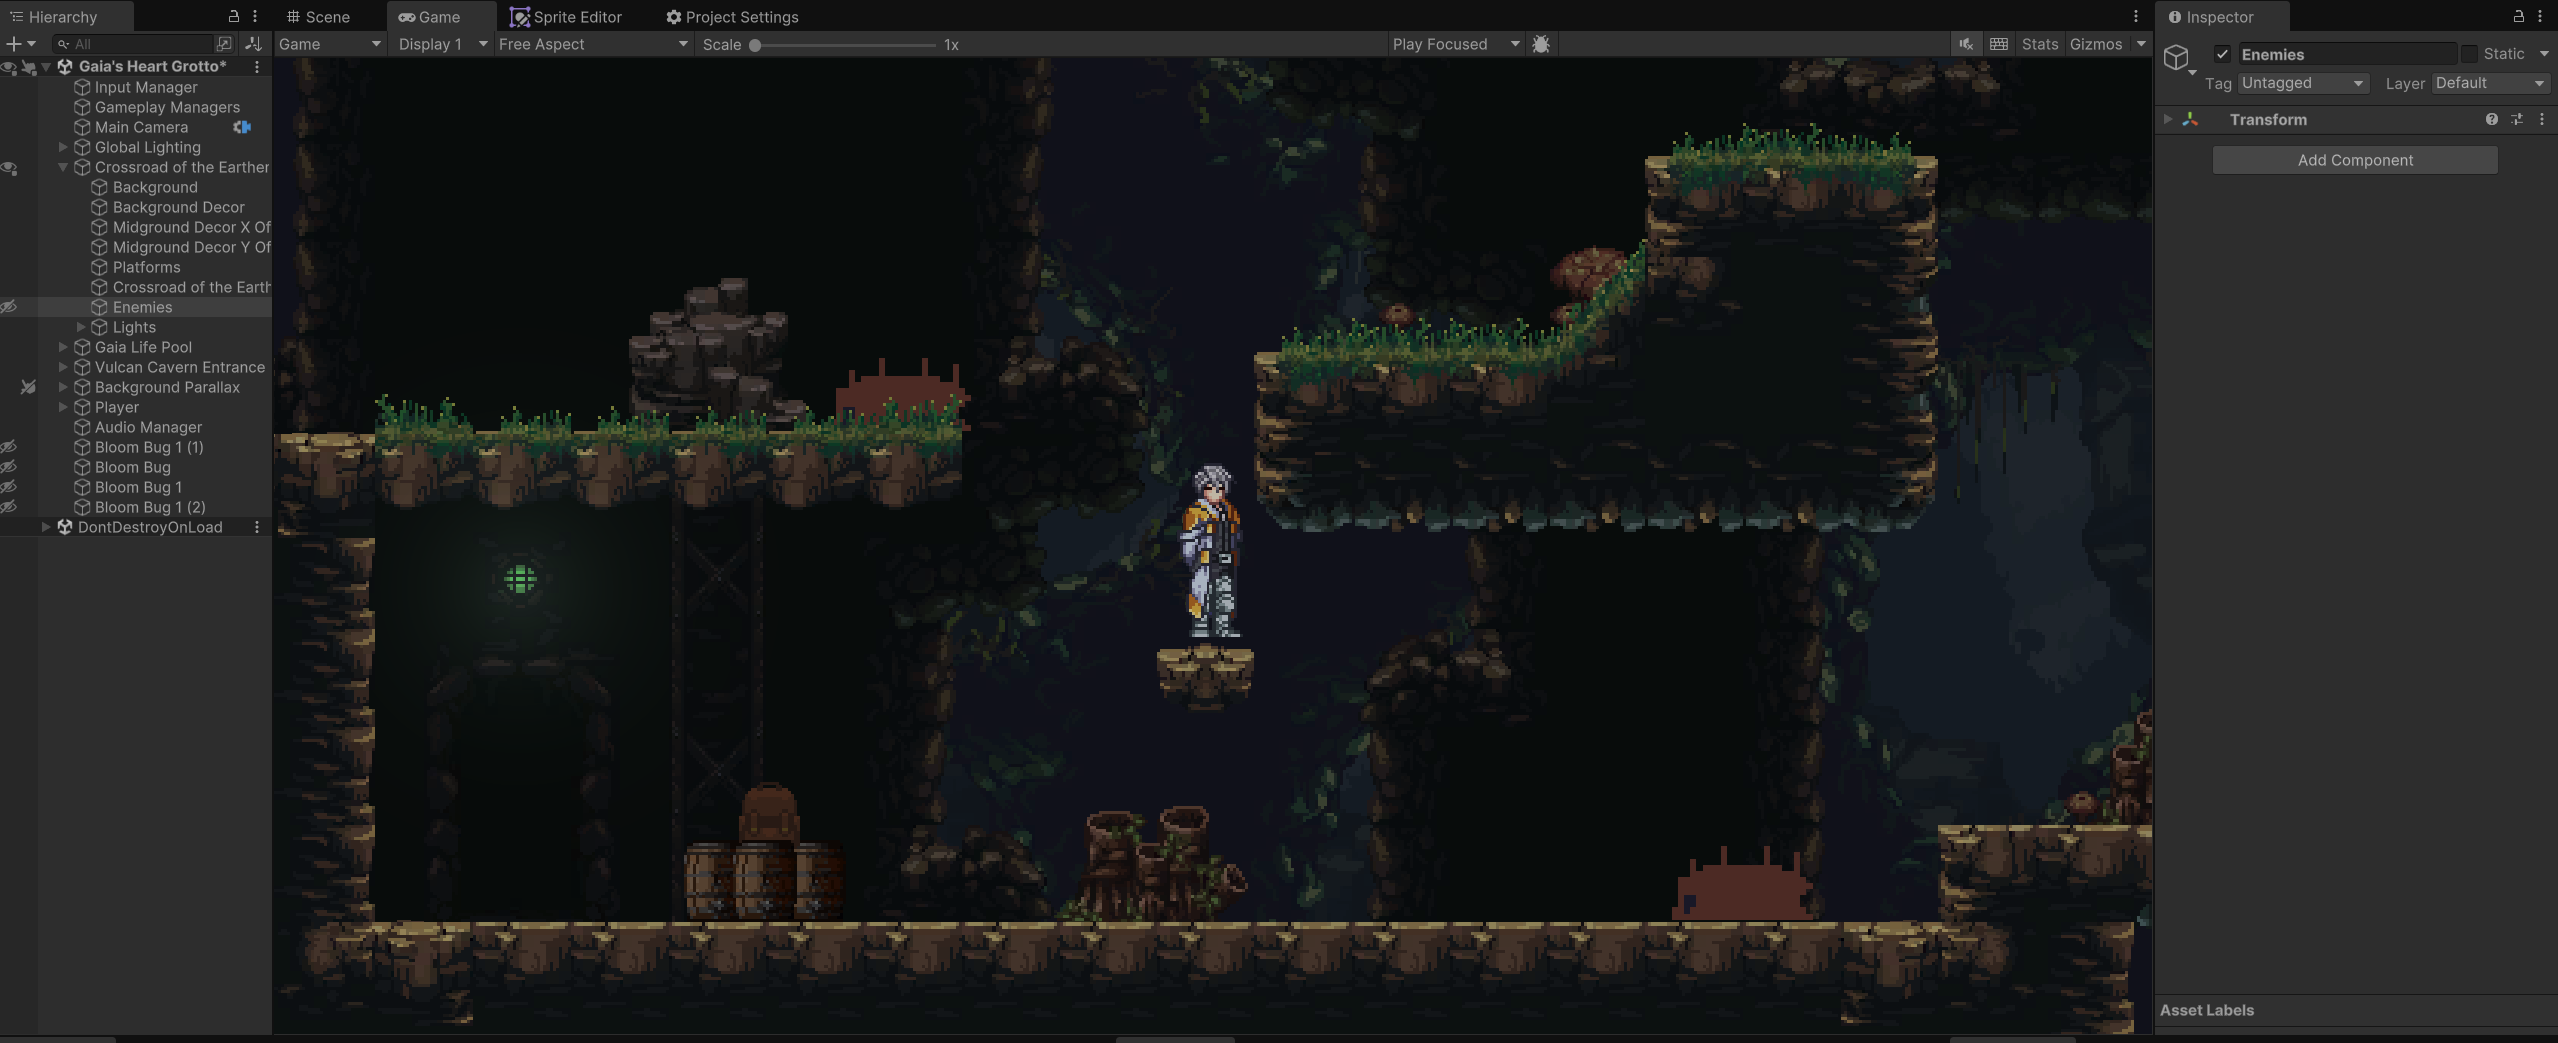 Hierarchy
All
Gaia's Heart Grotto*
Input Manager
Gameplay Managers
Main Camera
Global Lighting
Crossroad of the Earther
Background
Background Decor
Midground Decor X Of
Midground Decor Y Of
Platforms
Crossroad of the Earth
Enemies
Lights
Gaia Life Pool
Vulcan Cavern Entrance
Background Parallax
Player
Audio Manager
Bloom Bug 1 (1)
Bloom Bug
Bloom Bug 1
Bloom Bug 1 (2)
DontDestroyOnLoad
Scene
Game
Sprite Editor
Project Settings
Game
Display 1
Free Aspect
Scale
1x
Play Focused
Stats
Gizmos
Inspector
Enemies
Static
Tag
Untagged
Layer
Default
Transform
Add Component
Asset Labels